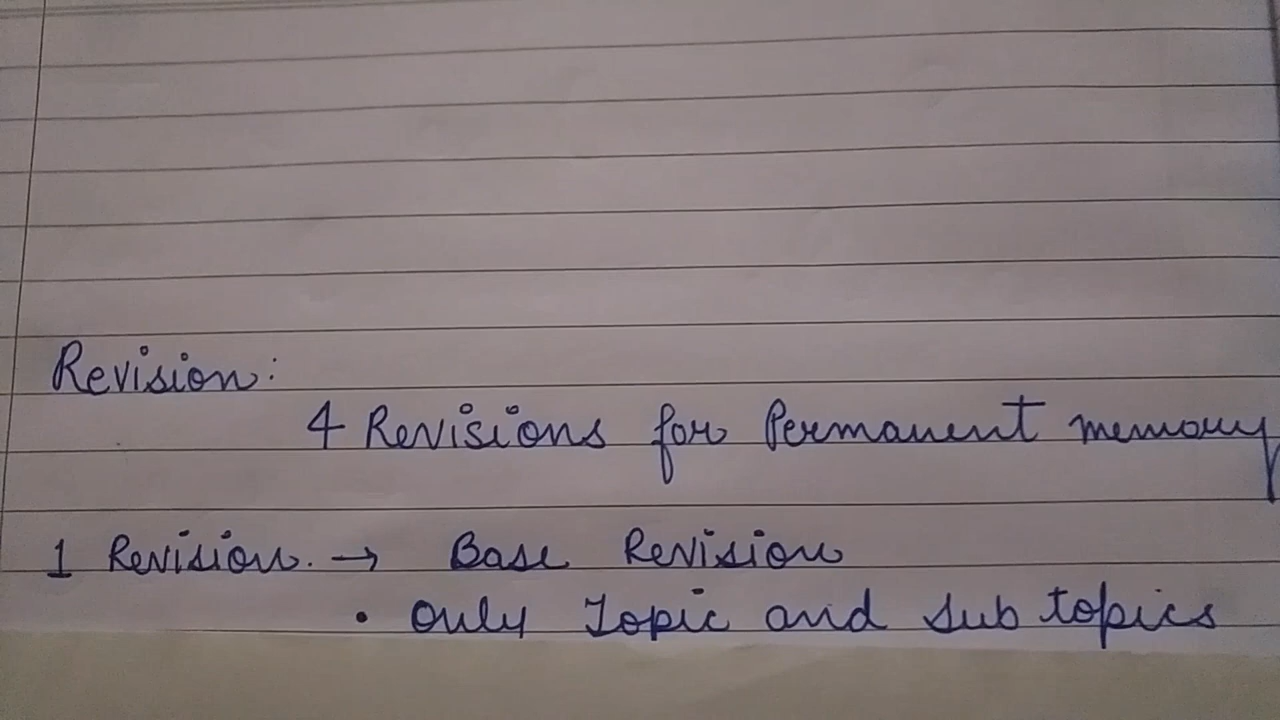 Revision:
4 Revisions for Permanent memory
1 Revision. → Base Revision
• Only Topic and Sub topics